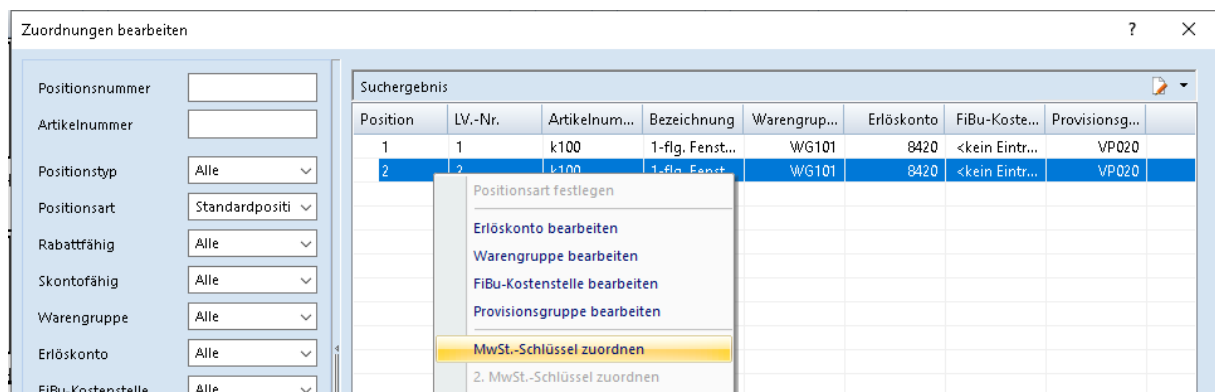 Zuordnungen bearbeiten ?
Positionsnummer
Artikelnummer
Positionstyp Alle
Positionsart Standardpositi
Rabattfähig Alle
Skontofähig Alle
Warengruppe Alle
Erlöskonto Alle
FiBu-Kostenstelle Alle
Suchergebnis
Position LV.-Nr. Artikelnum... Bezeichnung Warengrup... Erlöskonto FiBu-Koste... Provisionsg...
1 1 k100 1-flg. Fenst... WG101 8420 <kein Eintr... VP020
2 2 k100 1-flg. Fenst... WG101 8420 <kein Eintr... VP020
Positionsart festlegen
Erlöskonto bearbeiten
Warengruppe bearbeiten
FiBu-Kostenstelle bearbeiten
Provisionsgruppe bearbeiten
MwSt.-Schlüssel zuordnen
2. MwSt.-Schlüssel zuordnen